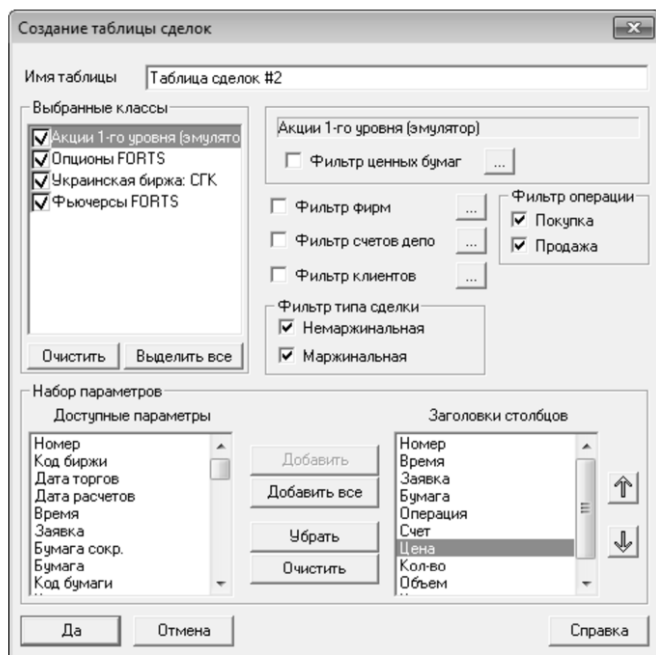 Создание таблицы сделок
Имя таблицы Таблица сделок #2
Выбранные классы
Акции 1-го уровня (эмулято
Опционы FORTS
Украинская биржа: СГК
Фьючерсы FORTS
Очистить Выделить все
Акции 1-го уровня (эмулятор)
Фильтр ценных бумаг ...
Фильтр фирм ...
Фильтр счетов депо ...
Фильтр клиентов ...
Фильтр операции
Покупка
Продажа
Фильтр типа сделки
Немаржинальная
Маржинальная
Набор параметров
Доступные параметры
Номер
Код биржи
Дата торгов
Дата расчетов
Время
Заявка
Бумага сокр.
Бумага
Код бумаги
Добавить
Добавить все
Убрать
Очистить
Заголовки столбцов
Номер
Время
Заявка
Бумага
Операция
Счет
Цена
Кол-во
Объем
Да Отмена Справка